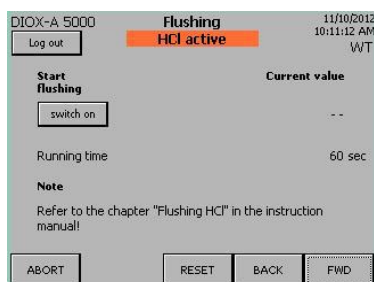 DIOX-A 5000 Flushing 11/10/2012
Log out HCl active 10:11:12 AM
WT
Start flushing Current value
switch on --
Running time 60 sec
Note
Refer to the chapter "Flushing HCl" in the instruction
manual!
ABORT RESET BACK FWD